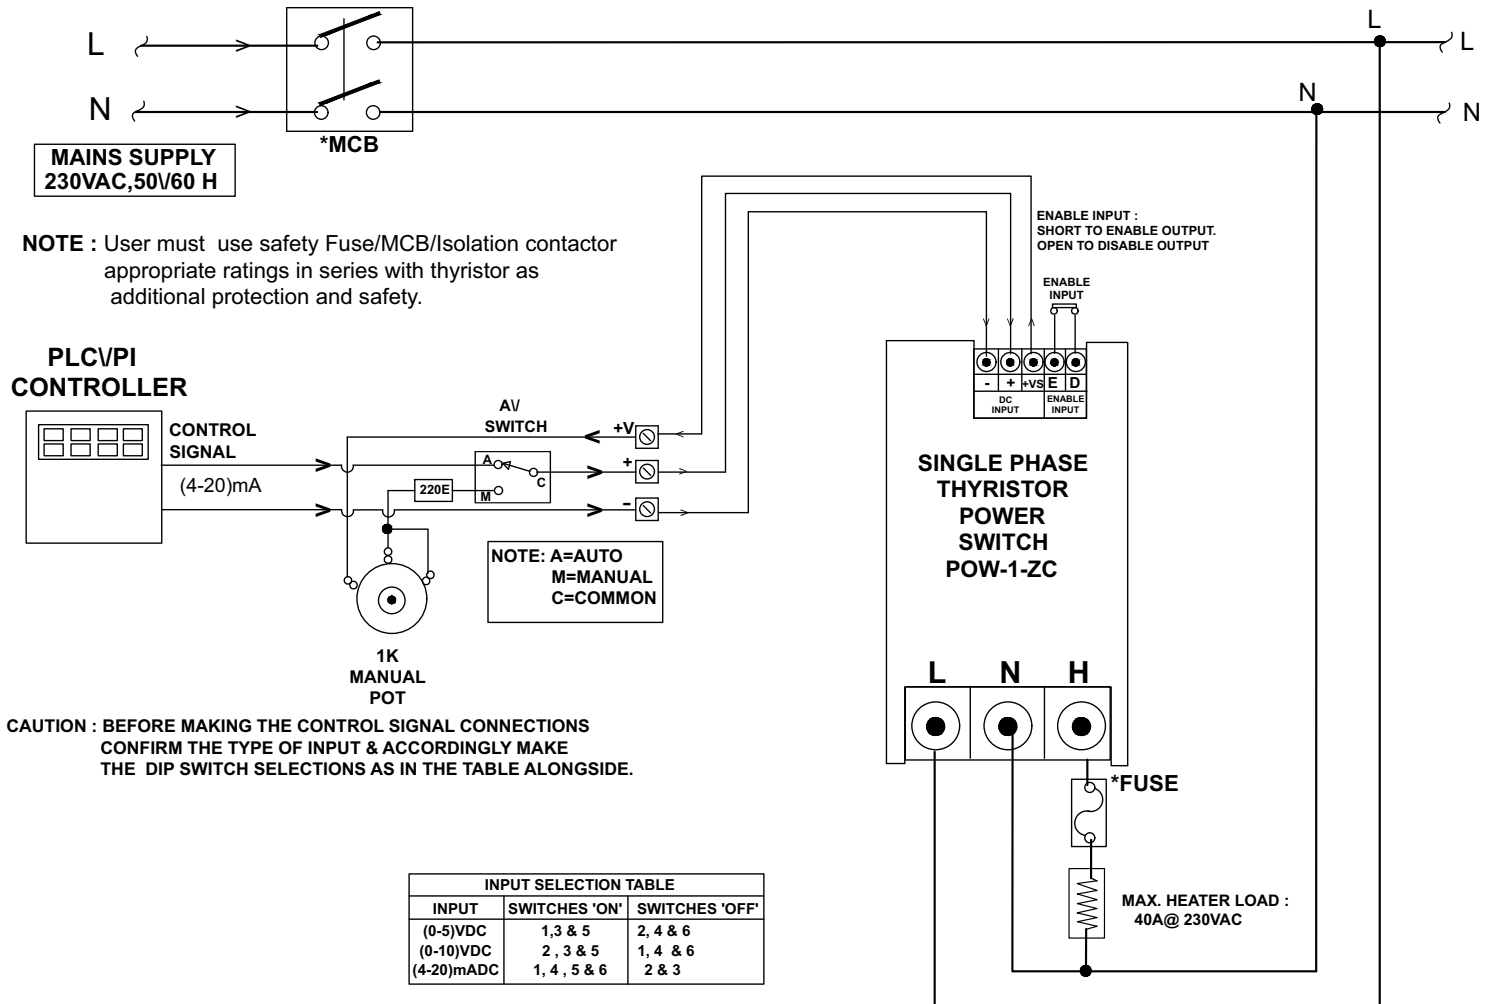 L
L
L
N
N
N
*MCB
MAINS SUPPLY
230VAC,50\/60 H
NOTE : User must use safety Fuse/MCB/Isolation contactor
appropriate ratings in series with thyristor as
additional protection and safety.
ENABLE INPUT :
SHORT TO ENABLE OUTPUT.
OPEN TO DISABLE OUTPUT
ENABLE
INPUT
PLC\/PI
CONTROLLER
CONTROL
SIGNAL
(4-20)mA
A\/
SWITCH
+V
+
-
A
C
M
220E
NOTE: A=AUTO
M=MANUAL
C=COMMON
1K
MANUAL
POT
- + +VS E D
DC
INPUT
ENABLE
INPUT
SINGLE PHASE
THYRISTOR
POWER
SWITCH
POW-1-ZC
L N H
*FUSE
MAX. HEATER LOAD :
40A@ 230VAC
CAUTION : BEFORE MAKING THE CONTROL SIGNAL CONNECTIONS
CONFIRM THE TYPE OF INPUT & ACCORDINGLY MAKE
THE DIP SWITCH SELECTIONS AS IN THE TABLE ALONGSIDE.
INPUT SELECTION TABLE
INPUT SWITCHES 'ON' SWITCHES 'OFF'
(0-5)VDC 1,3 & 5 2, 4 & 6
(0-10)VDC 2 , 3 & 5 1, 4 & 6
(4-20)mADC 1, 4 , 5 & 6 2 & 3